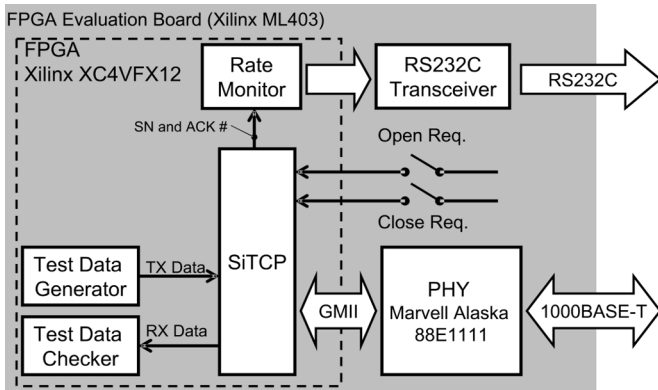 FPGA Evaluation Board (Xilinx ML403)
FPGA
Xilinx XC4VFX12
Rate
Monitor
RS232C
Transceiver
RS232C
SN and ACK #
Open Req.
Close Req.
SiTCP
Test Data
Generator
TX Data
Test Data
Checker
RX Data
GMII
PHY
Marvell Alaska
88E1111
1000BASE-T